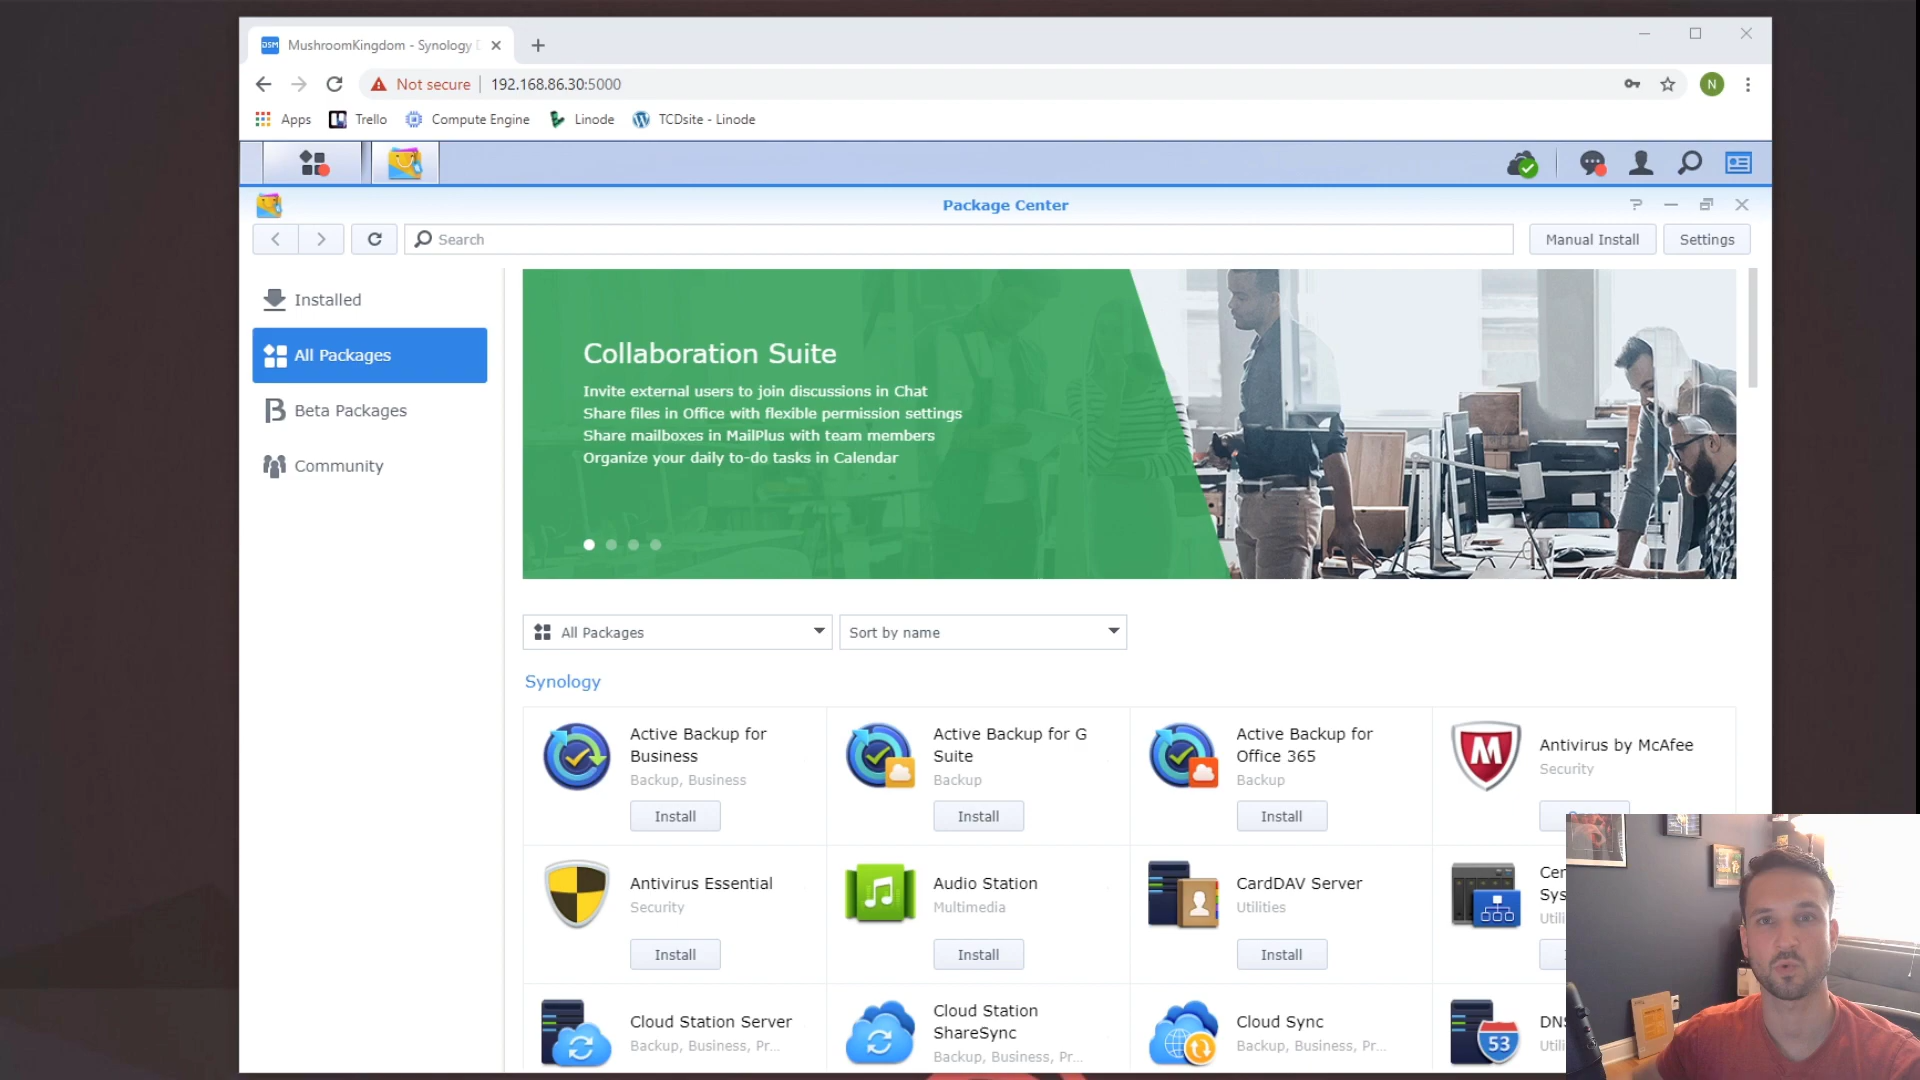 DSM MushroomKingdom - Synology D
Not secure 192.168.86.30:5000
N
Apps Trello Compute Engine Linode TCDsite - Linode
Package Center
Search
Manual Install Settings
Installed
All Packages
Beta Packages
Community
Collaboration Suite
Invite external users to join discussions in Chat
Share files in Office with flexible permission settings
Share mailboxes in MailPlus with team members
Organize your daily to-do tasks in Calendar
All Packages Sort by name
Synology
Active Backup for Business
Backup, Business
Install
Active Backup for G Suite
Backup
Install
Active Backup for Office 365
Backup
Install
Antivirus by McAfee
Security
Antivirus Essential
Security
Install
Audio Station
Multimedia
Install
CardDAV Server
Utilities
Install
Cer
Sys
Utili
Cloud Station Server
Backup, Business, Pr...
Cloud Station ShareSync
Backup, Business, Pr...
Cloud Sync
Backup, Business, Pr...
53
DNS
Utili